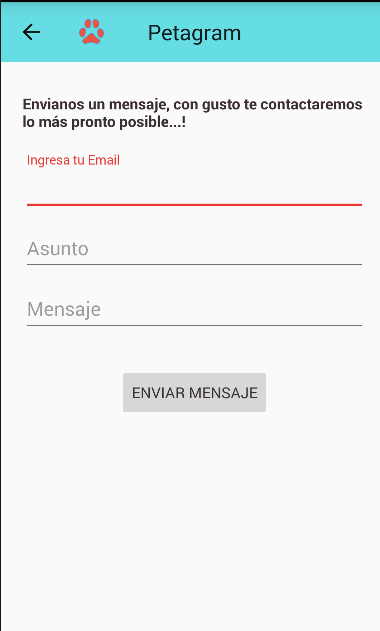 Petagram
Envianos un mensaje, con gusto te contactaremos
lo más pronto posible...!
Ingresa tu Email
Asunto
Mensaje
ENVIAR MENSAJE